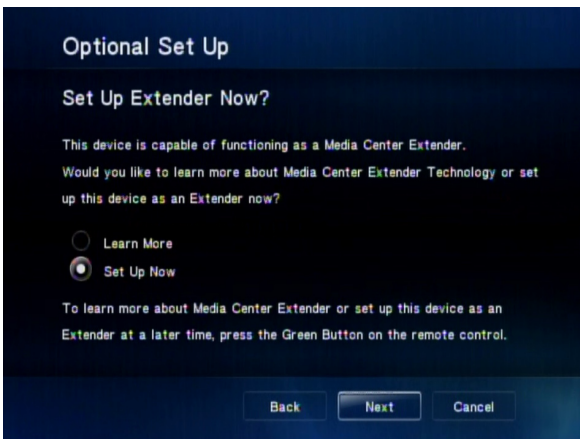 Optional Set Up
Set Up Extender Now?
This device is capable of functioning as a Media Center Extender.
Would you like to learn more about Media Center Extender Technology or set
up this device as an Extender now?
Learn More
Set Up Now
To learn more about Media Center Extender or set up this device as an
Extender at a later time, press the Green Button on the remote control.
Back Next Cancel